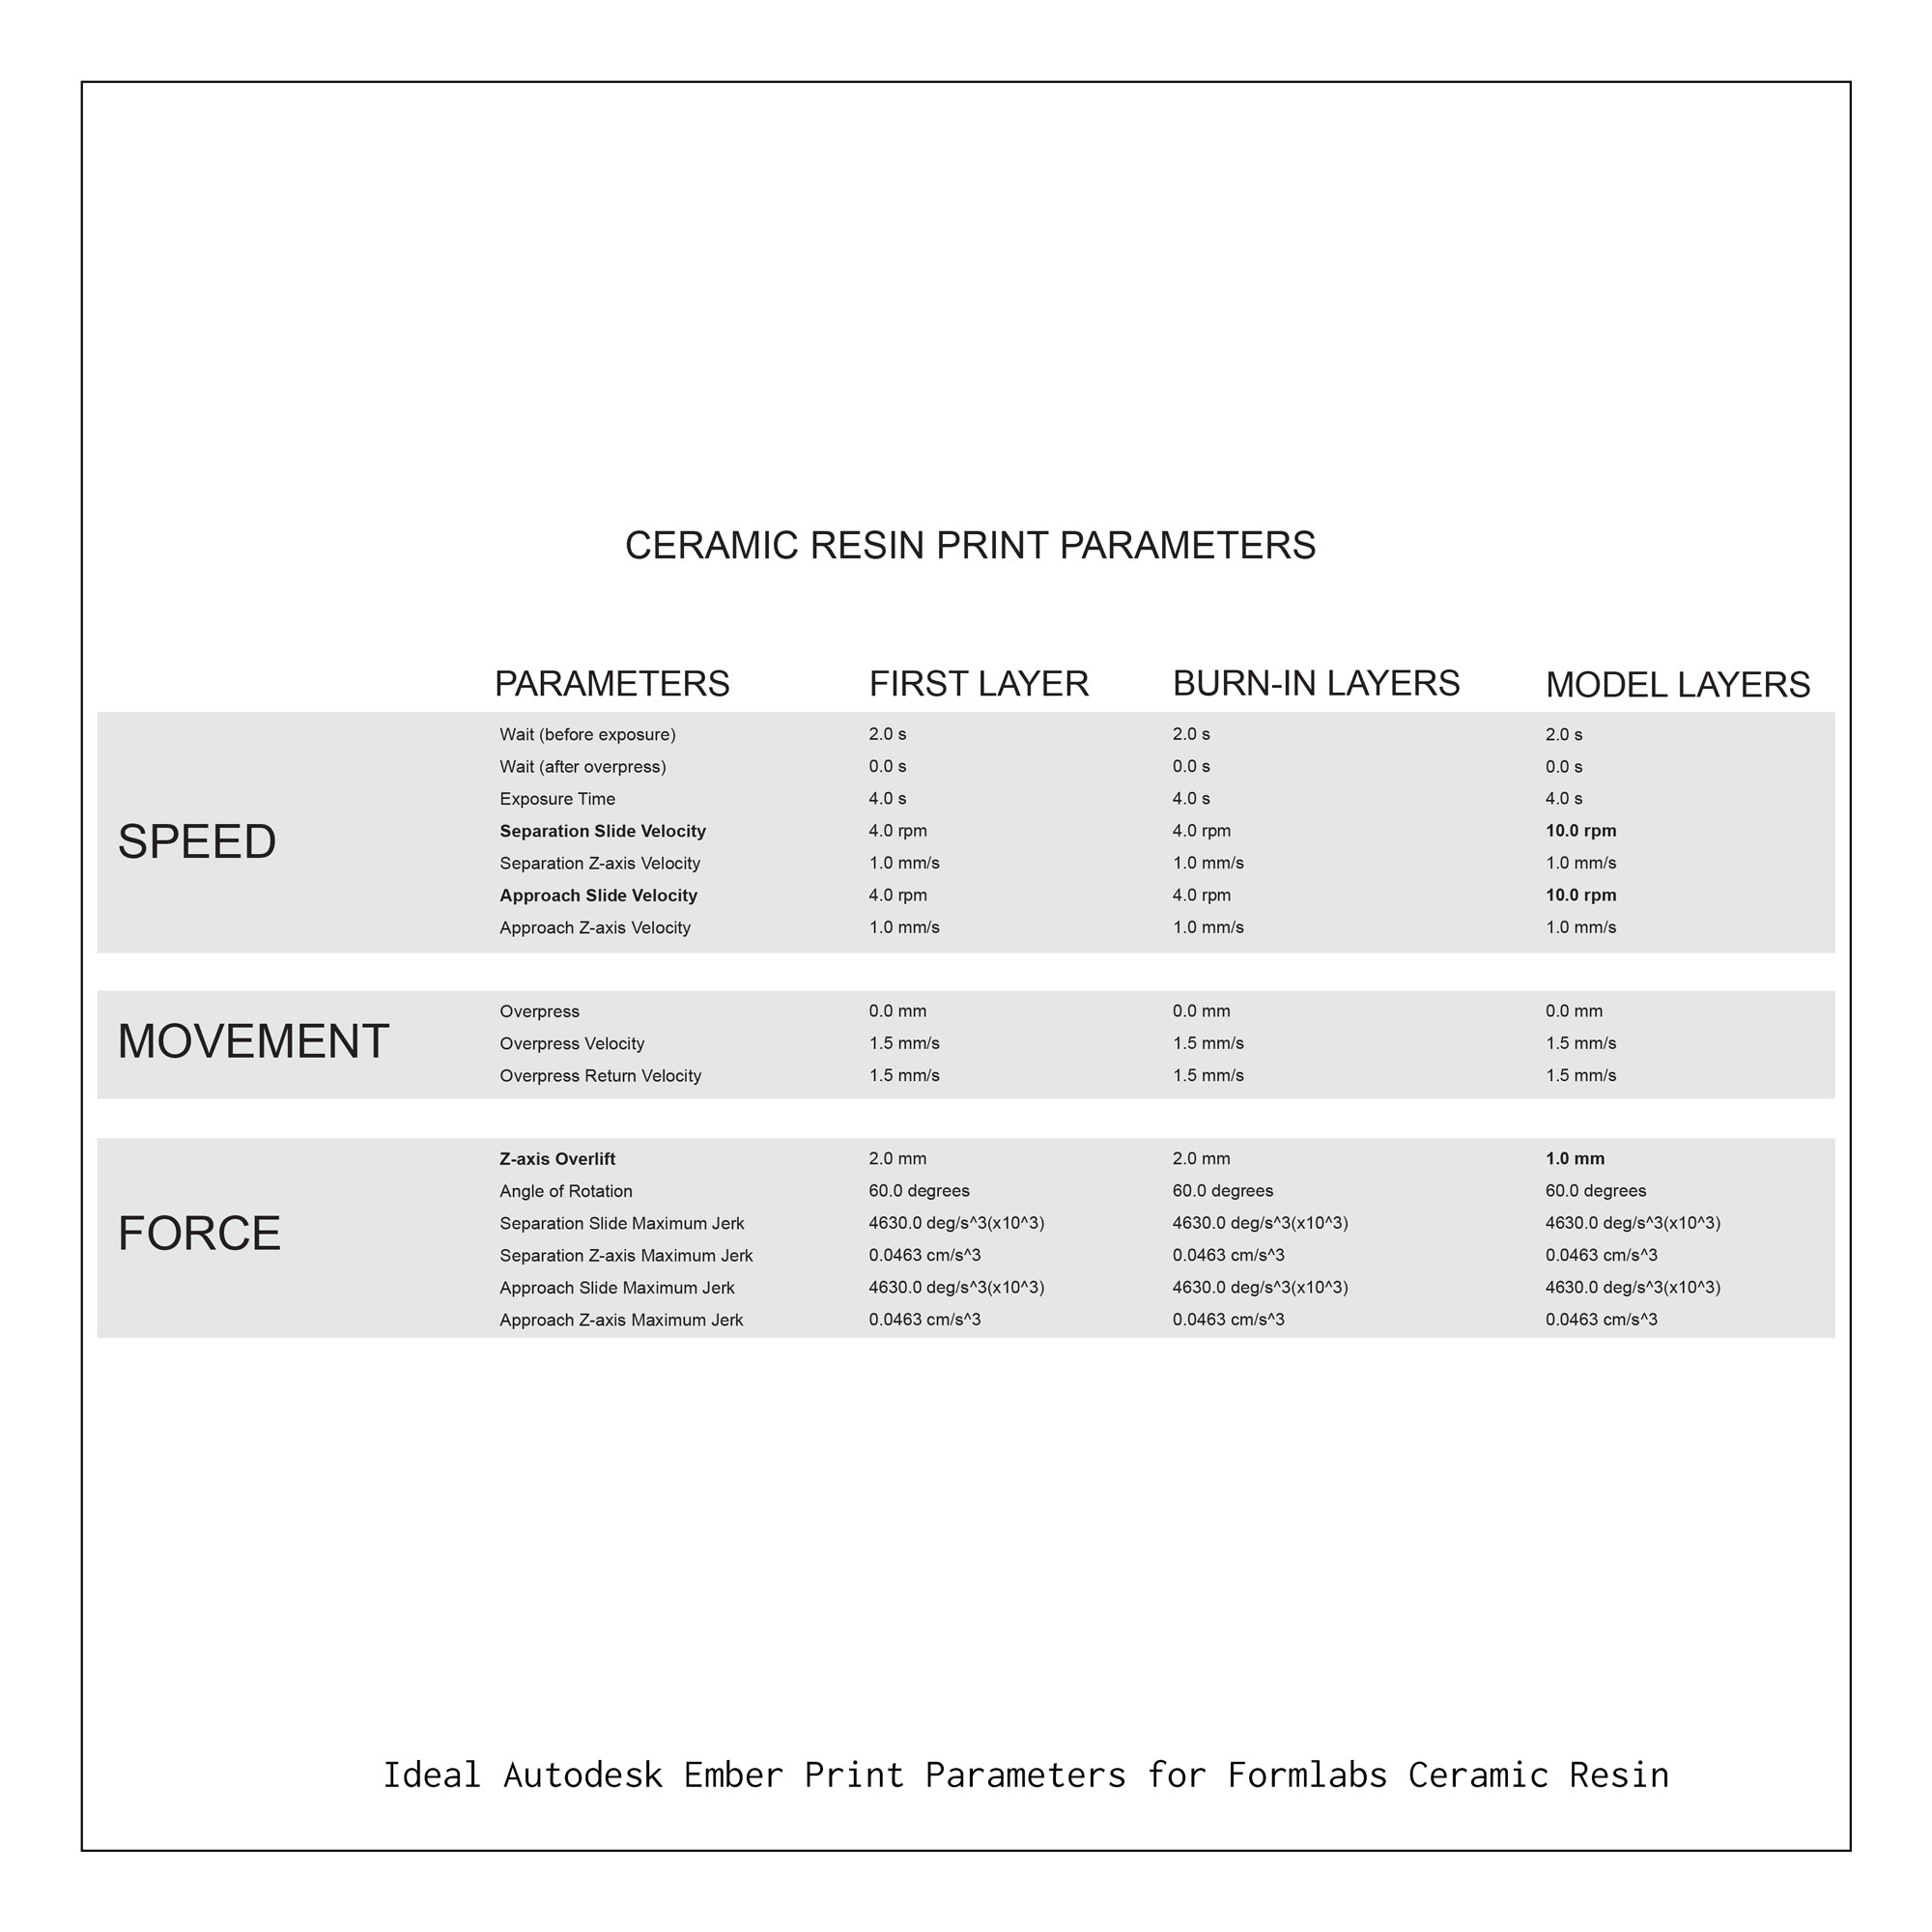 CERAMIC RESIN PRINT PARAMETERS
PARAMETERS FIRST LAYER BURN-IN LAYERS MODEL LAYERS
SPEED
Wait (before exposure) 2.0 s 2.0 s 2.0 s
Wait (after overpress) 0.0 s 0.0 s 0.0 s
Exposure Time 4.0 s 4.0 s 4.0 s
Separation Slide Velocity 4.0 rpm 4.0 rpm 10.0 rpm
Separation Z-axis Velocity 1.0 mm/s 1.0 mm/s 1.0 mm/s
Approach Slide Velocity 4.0 rpm 4.0 rpm 10.0 rpm
Approach Z-axis Velocity 1.0 mm/s 1.0 mm/s 1.0 mm/s
MOVEMENT
Overpress 0.0 mm 0.0 mm 0.0 mm
Overpress Velocity 1.5 mm/s 1.5 mm/s 1.5 mm/s
Overpress Return Velocity 1.5 mm/s 1.5 mm/s 1.5 mm/s
FORCE
Z-axis Overlift 2.0 mm 2.0 mm 1.0 mm
Angle of Rotation 60.0 degrees 60.0 degrees 60.0 degrees
Separation Slide Maximum Jerk 4630.0 deg/s^3(x10^3) 4630.0 deg/s^3(x10^3) 4630.0 deg/s^3(x10^3)
Separation Z-axis Maximum Jerk 0.0463 cm/s^3 0.0463 cm/s^3 0.0463 cm/s^3
Approach Slide Maximum Jerk 4630.0 deg/s^3(x10^3) 4630.0 deg/s^3(x10^3) 4630.0 deg/s^3(x10^3)
Approach Z-axis Maximum Jerk 0.0463 cm/s^3 0.0463 cm/s^3 0.0463 cm/s^3
Ideal Autodesk Ember Print Parameters for Formlabs Ceramic Resin